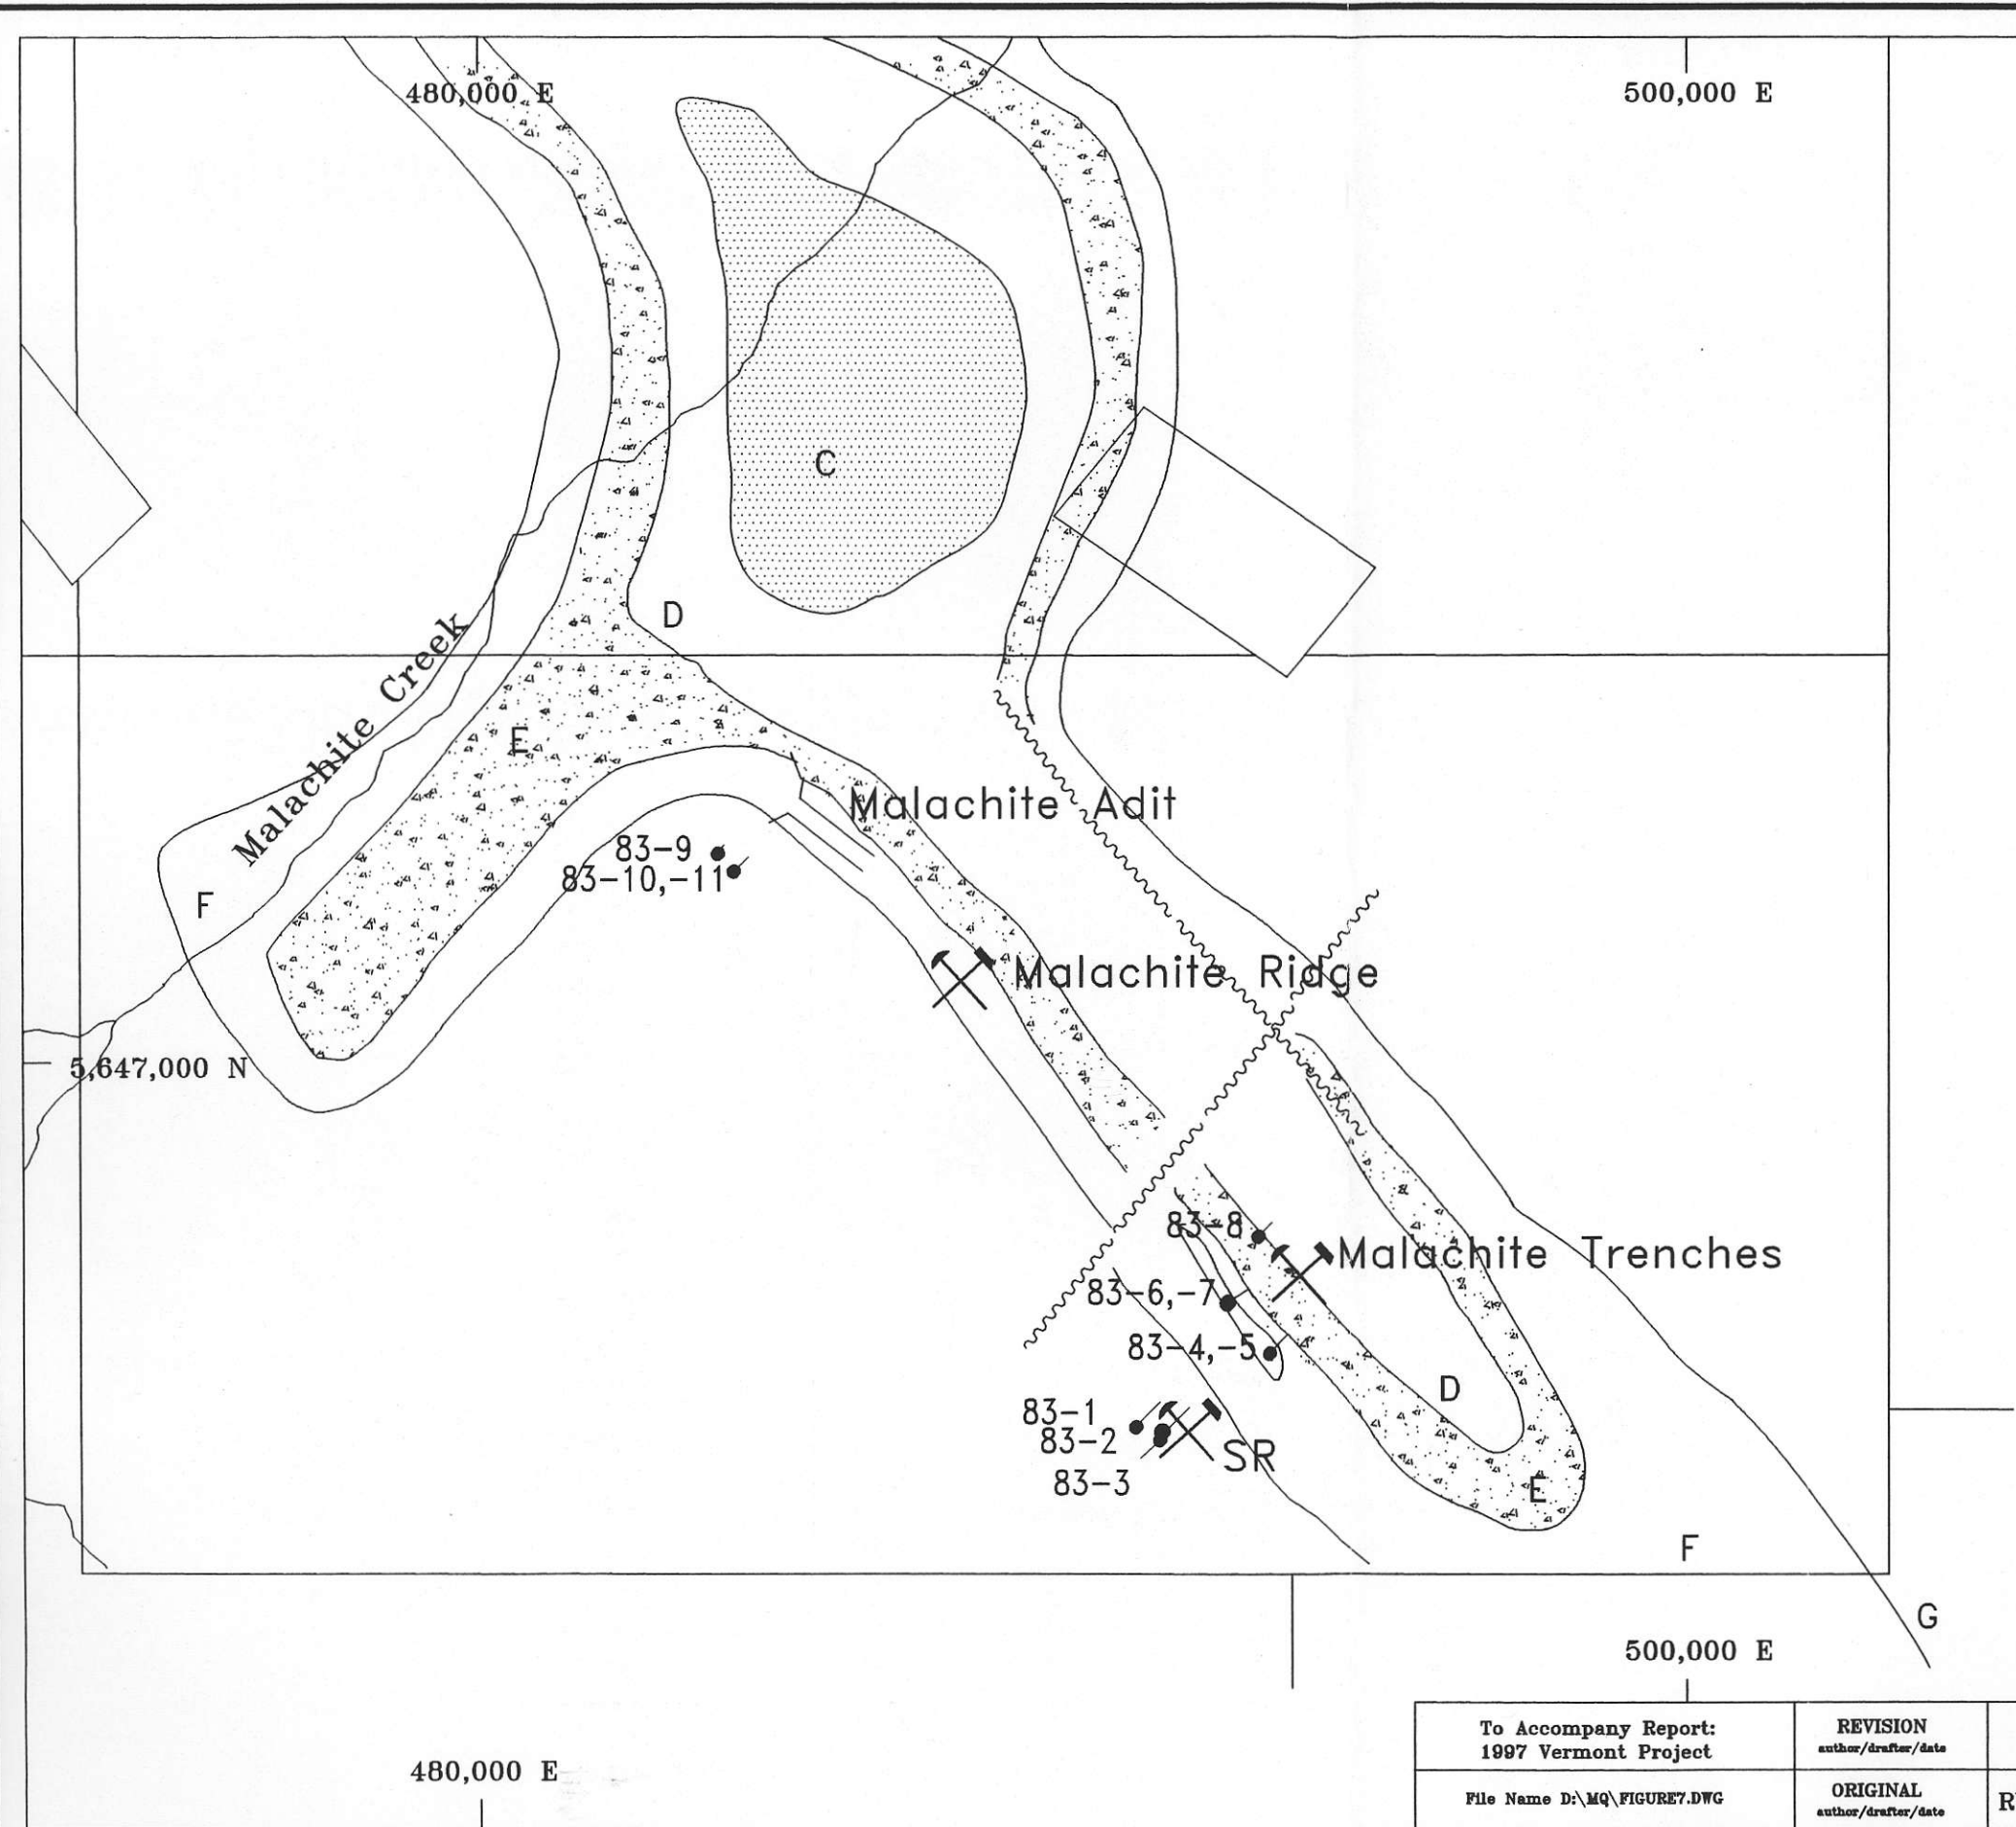 480,000 E
500,000 E
C
D
Malachite Creek
E
Malachite Adit
83-9
83-10,-11
F
Malachite Ridge
5,647,000 N
83-8
Malachite Trenches
83-6,-7
83-4,-5
D
83-1
83-2
SR
83-3
E
F
G
500,000 E
To Accompany Report:
1997 Vermont Project
REVISION
author/drafter/date
480,000 E
File Name D:\MQ\FIGURE7.DWG
ORIGINAL
author/drafter/date